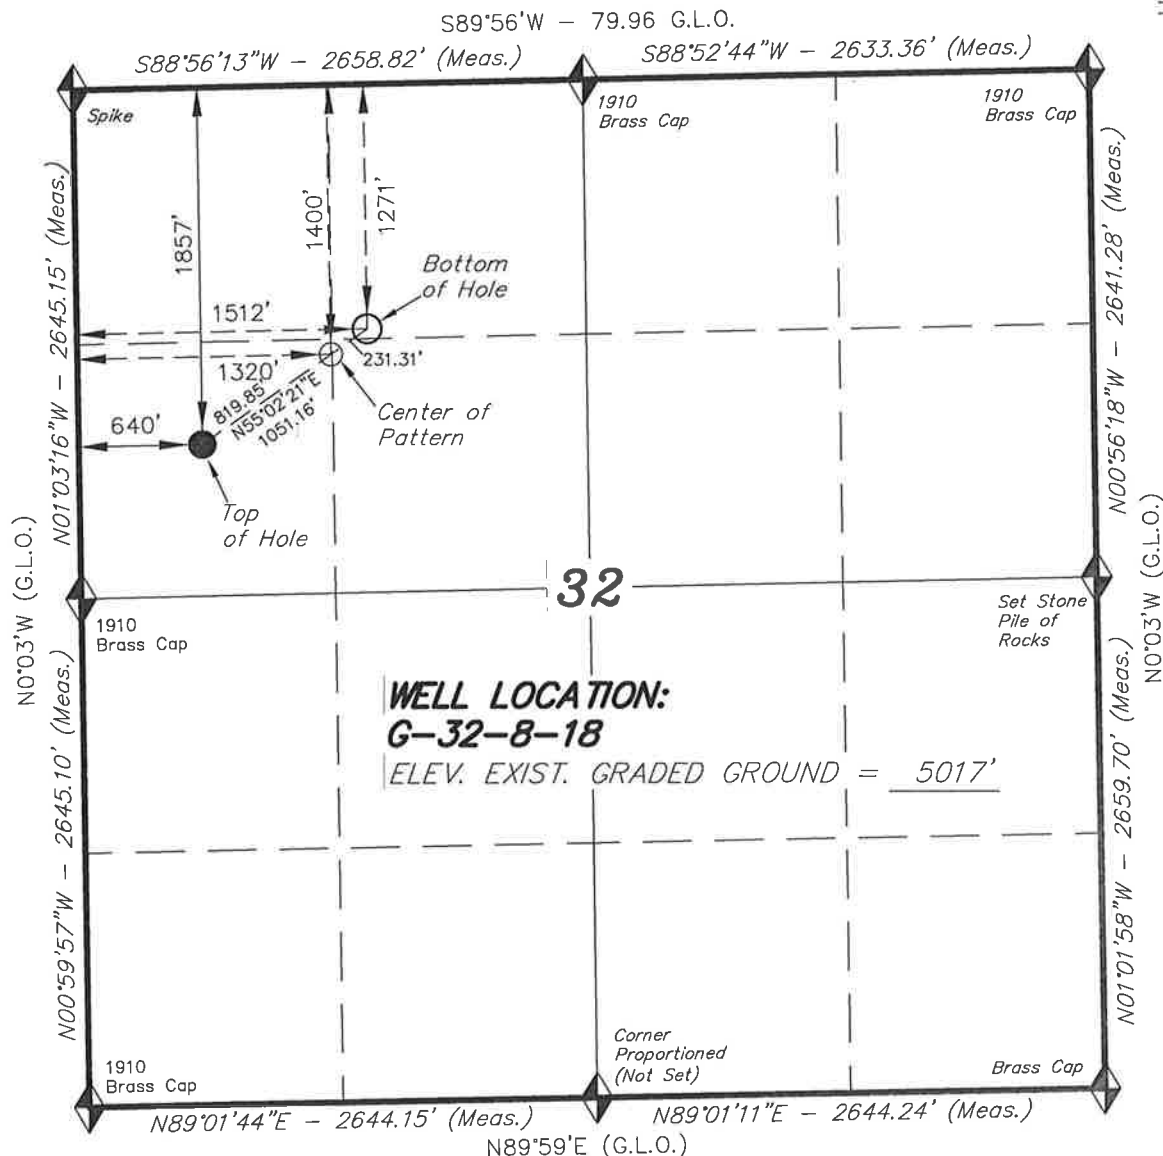 S89°56'W - 79.96 G.L.O.
S88°56'13"W - 2658.82' (Meas.)
S88°52'44"W - 2633.36' (Meas.)
Spike
1910
Brass Cap
1910
Brass Cap
N01°03'16"W - 2645.15' (Meas.)
1857'
1400'
1271'
N00°56'18"W - 2641.28' (Meas.)
Bottom
of Hole
1512'
1320'
231.31'
819.85'
N55°02'21"E
1051.16'
640'
Center of
Pattern
Top
of Hole
N0°03'W (G.L.O.)
N0°03'W (G.L.O.)
32
1910
Brass Cap
Set Stone
Pile of
Rocks
WELL LOCATION:
G-32-8-18
ELEV. EXIST. GRADED GROUND = 5017'
N00°59'57"W - 2645.10' (Meas.)
N01°01'58"W - 2659.70' (Meas.)
1910
Brass Cap
Corner
Proportioned
(Not Set)
Brass Cap
N89°01'44"E - 2644.15' (Meas.)
N89°01'11"E - 2644.24' (Meas.)
N89°59'E (G.L.O.)